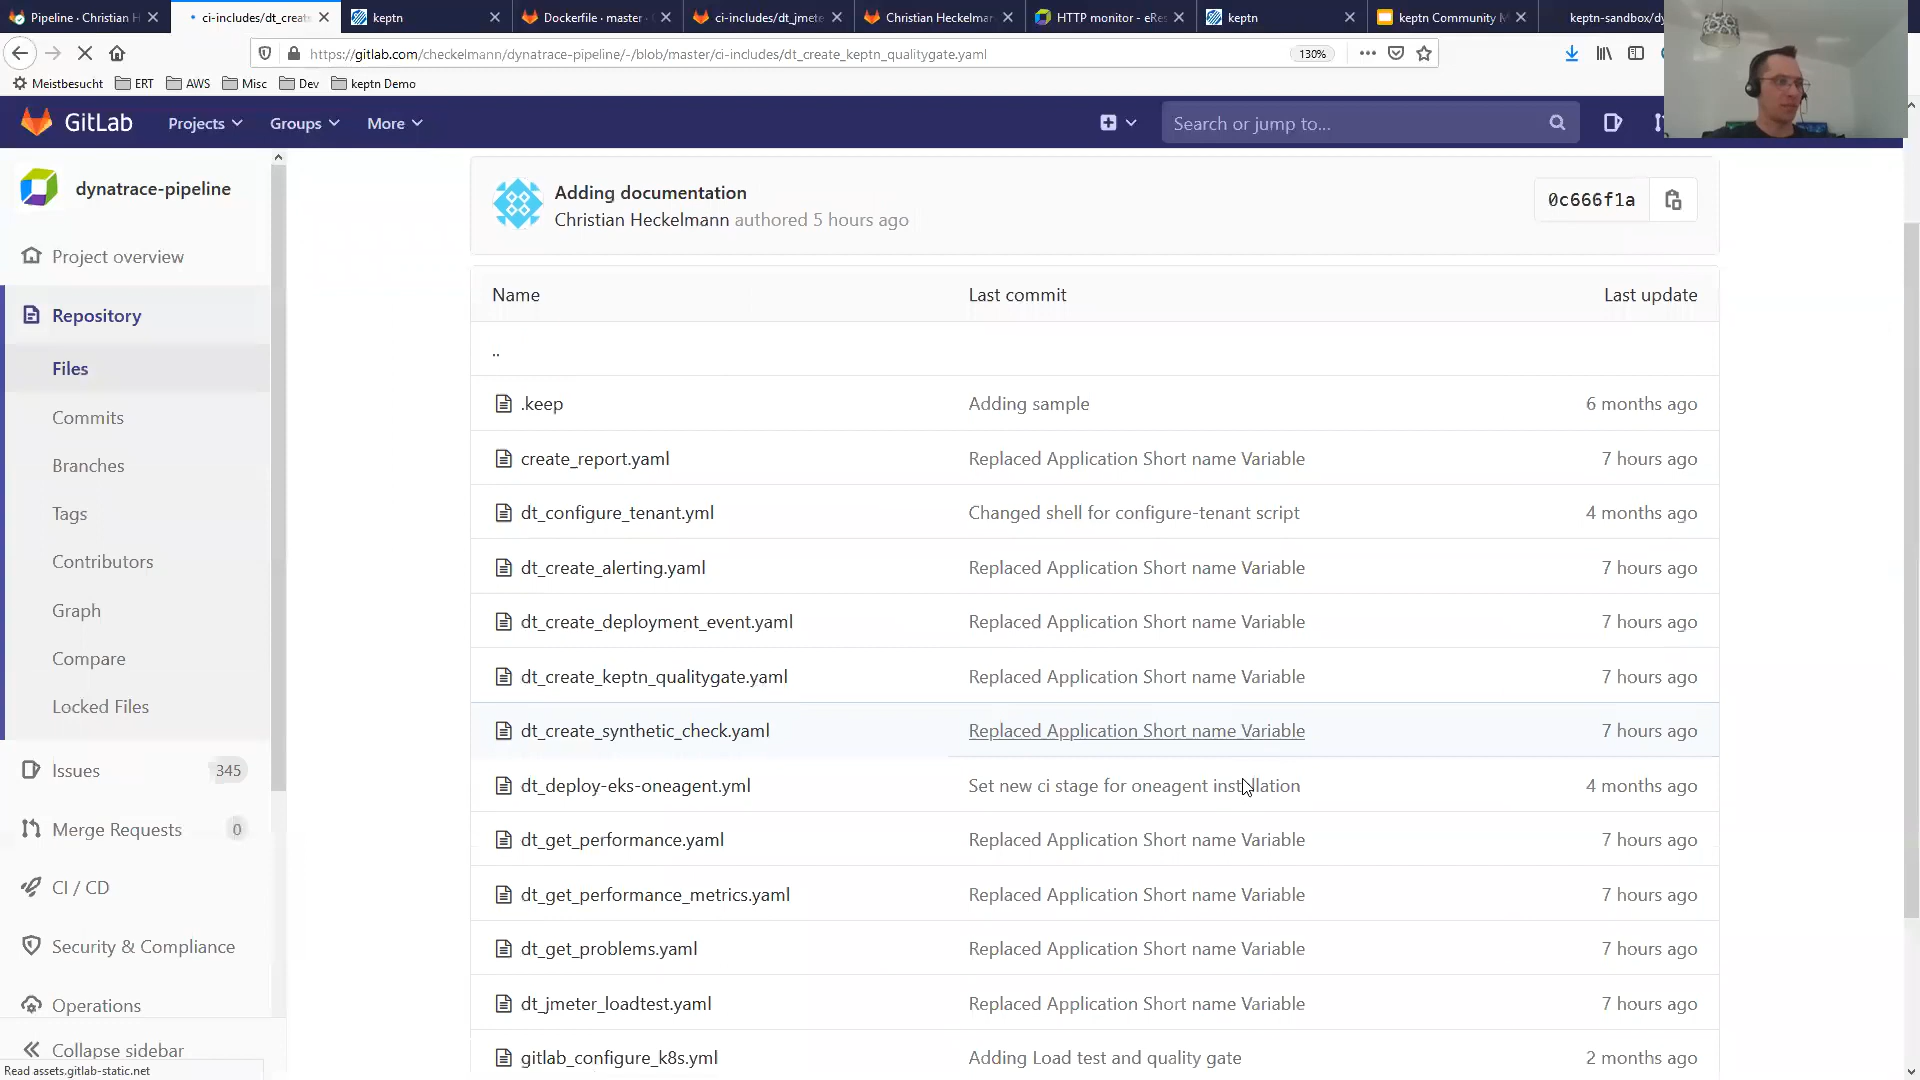 Pipeline · Christian H
ci-includes/dt_creat
keptn
Dockerfile · master ·
ci-includes/dt_jmete
Christian Heckelmar
HTTP monitor - eRes
keptn
keptn Community M
keptn-sandbox/dy
https://gitlab.com/checkelmann/dynatrace-pipeline/-/blob/master/ci-includes/dt_create_keptn_qualitygate.yaml
130%
Meistbesucht
ERT
AWS
Misc
Dev
keptn Demo
GitLab
Projects
Groups
More
Search or jump to...
dynatrace-pipeline
Project overview
Repository
Files
Commits
Branches
Tags
Contributors
Graph
Compare
Locked Files
Issues 345
Merge Requests 0
CI / CD
Security & Compliance
Operations
Collapse sidebar
Read assets.gitlab-static.net
Adding documentation
Christian Heckelmann authored 5 hours ago
0c666f1a
Name Last commit Last update
..
.keep Adding sample 6 months ago
create_report.yaml Replaced Application Short name Variable 7 hours ago
dt_configure_tenant.yml Changed shell for configure-tenant script 4 months ago
dt_create_alerting.yaml Replaced Application Short name Variable 7 hours ago
dt_create_deployment_event.yaml Replaced Application Short name Variable 7 hours ago
dt_create_keptn_qualitygate.yaml Replaced Application Short name Variable 7 hours ago
dt_create_synthetic_check.yaml Replaced Application Short name Variable 7 hours ago
dt_deploy-eks-oneagent.yml Set new ci stage for oneagent installation 4 months ago
dt_get_performance.yaml Replaced Application Short name Variable 7 hours ago
dt_get_performance_metrics.yaml Replaced Application Short name Variable 7 hours ago
dt_get_problems.yaml Replaced Application Short name Variable 7 hours ago
dt_jmeter_loadtest.yaml Replaced Application Short name Variable 7 hours ago
gitlab_configure_k8s.yml Adding Load test and quality gate 2 months ago